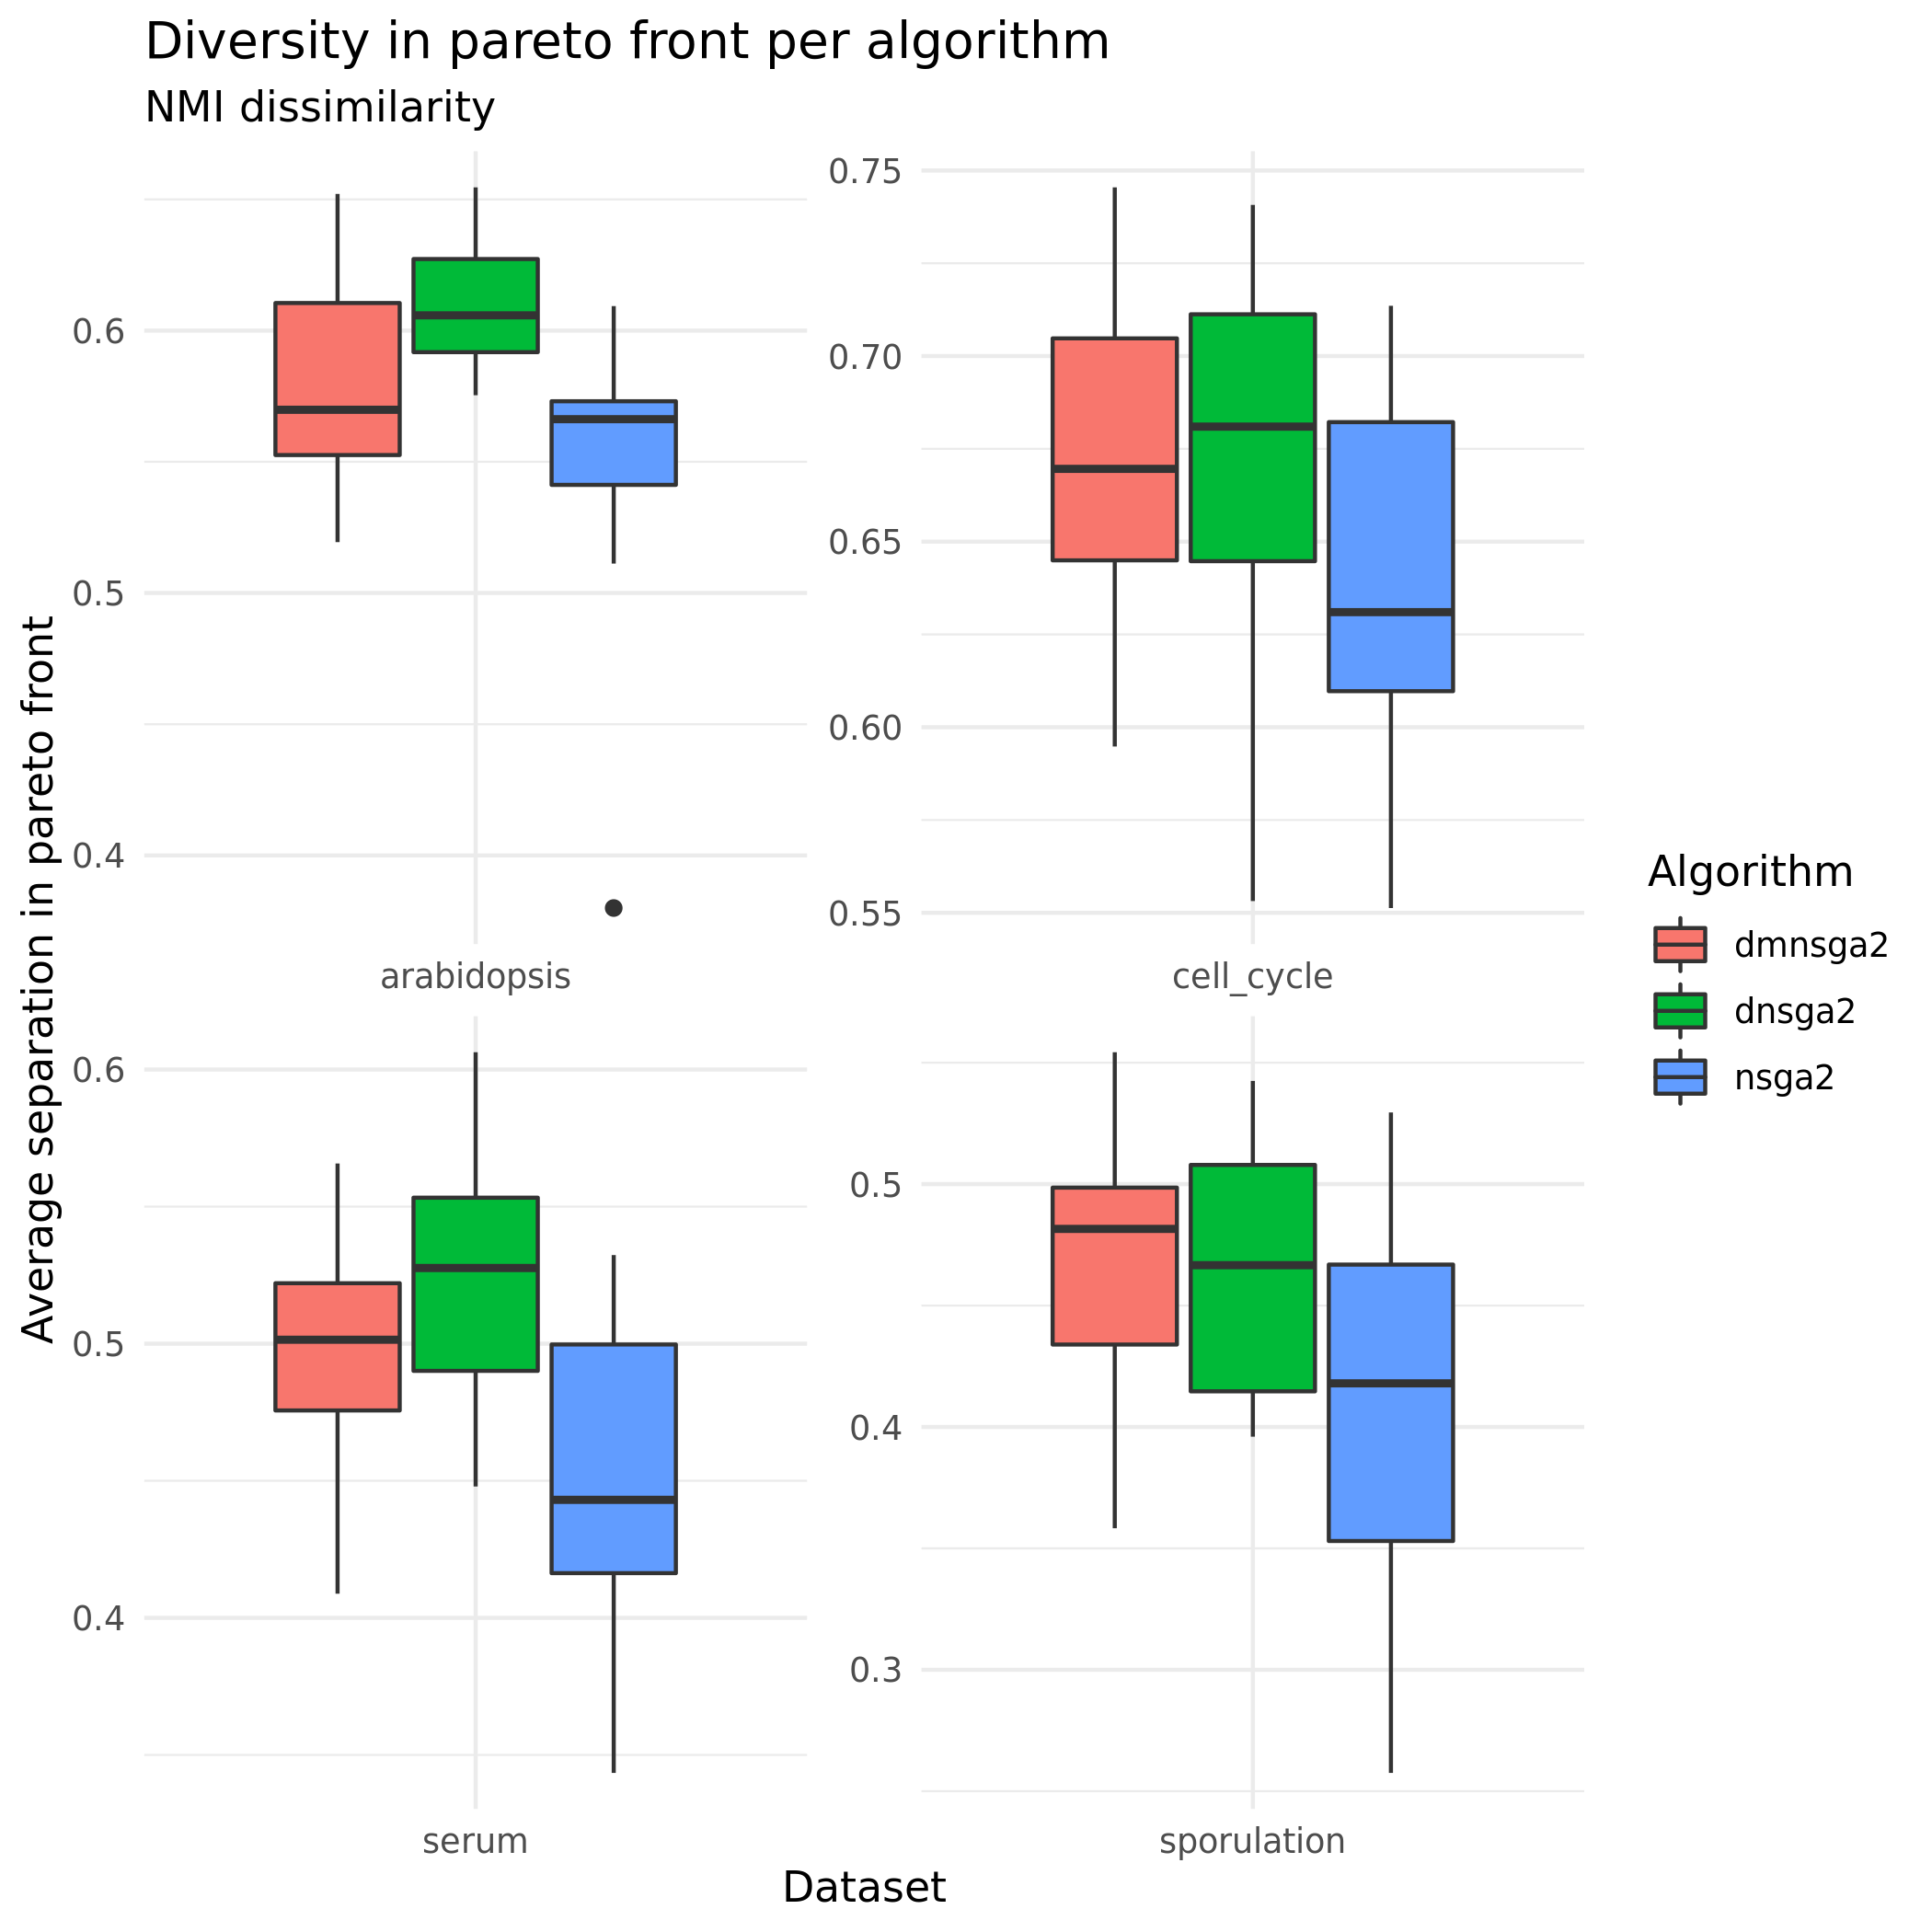 Diversity in pareto front per algorithm
NMI dissimilarity
Average separation in pareto front
0.6
0.5
0.4
arabidopsis
0.75
0.70
0.65
0.60
0.55
cell_cycle
0.6
0.5
0.4
serum
0.5
0.4
0.3
sporulation
Dataset
Algorithm
dmnsga2
dnsga2
nsga2